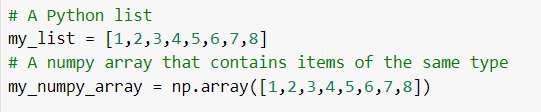 # A Python list
my_list = [1,2,3,4,5,6,7,8]
# A numpy array that contains items of the same type
my_numpy_array = np.array([1,2,3,4,5,6,7,8])